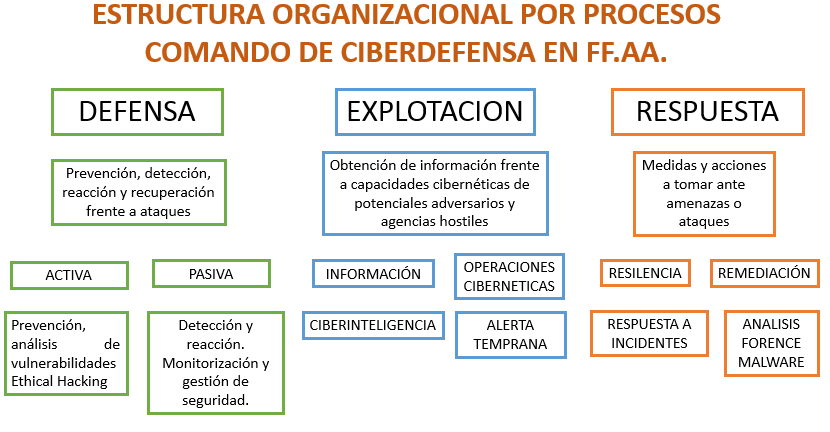 ESTRUCTURA ORGANIZACIONAL POR PROCESOS
COMANDO DE CIBERDEFENSA EN FF.AA.
DEFENSA
EXPLOTACION
RESPUESTA
Prevención, detección,
reacción y recuperación
frente a ataques
Obtención de información frente
a capacidades cibernéticas de
potenciales adversarios y
agencias hostiles
Medidas y acciones
a tomar ante
amenazas o
ataques
ACTIVA
PASIVA
INFORMACIÓN
OPERACIONES
CIBERNETICAS
RESILENCIA
REMEDIACIÓN
Prevención,
análisis de
vulnerabilidades
Ethical Hacking
Detección y
reacción.
Monitorización y
gestión de
seguridad.
CIBERINTELIGENCIA
ALERTA
TEMPRANA
RESPUESTA A
INCIDENTES
ANALISIS
FORENCE
MALWARE